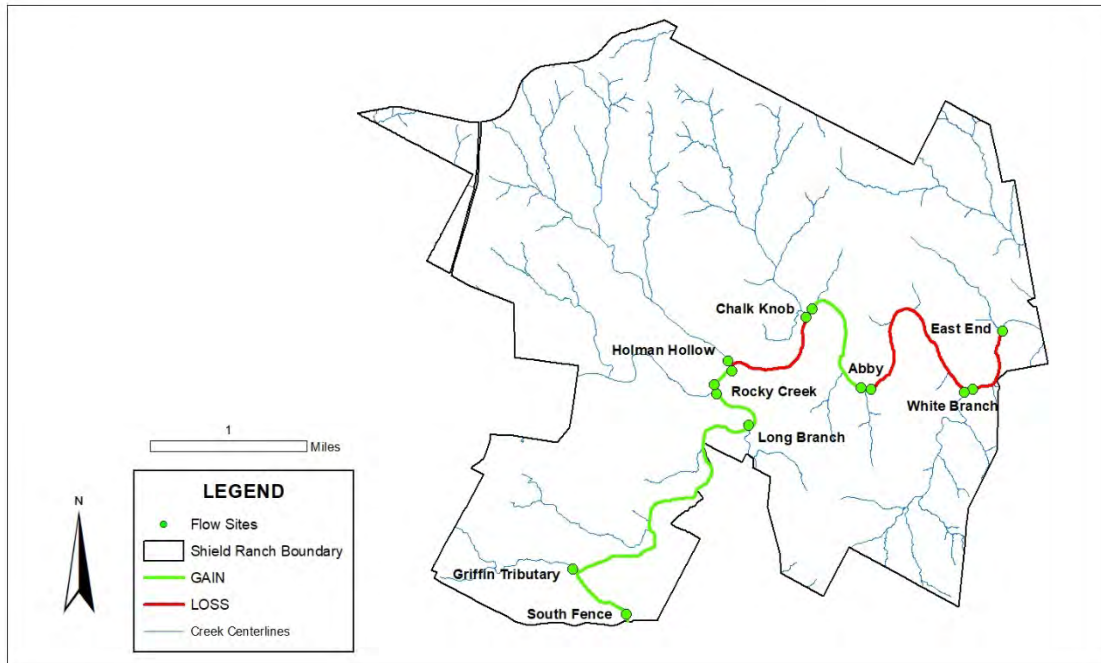 Chalk Knob
East End
Holman Hollow
Abby
Rocky Creek
White Branch
Long Branch
1
Miles
LEGEND
N
Flow Sites
Shield Ranch Boundary
GAIN
LOSS
Creek Centerlines
Griffin Tributary
South Fence